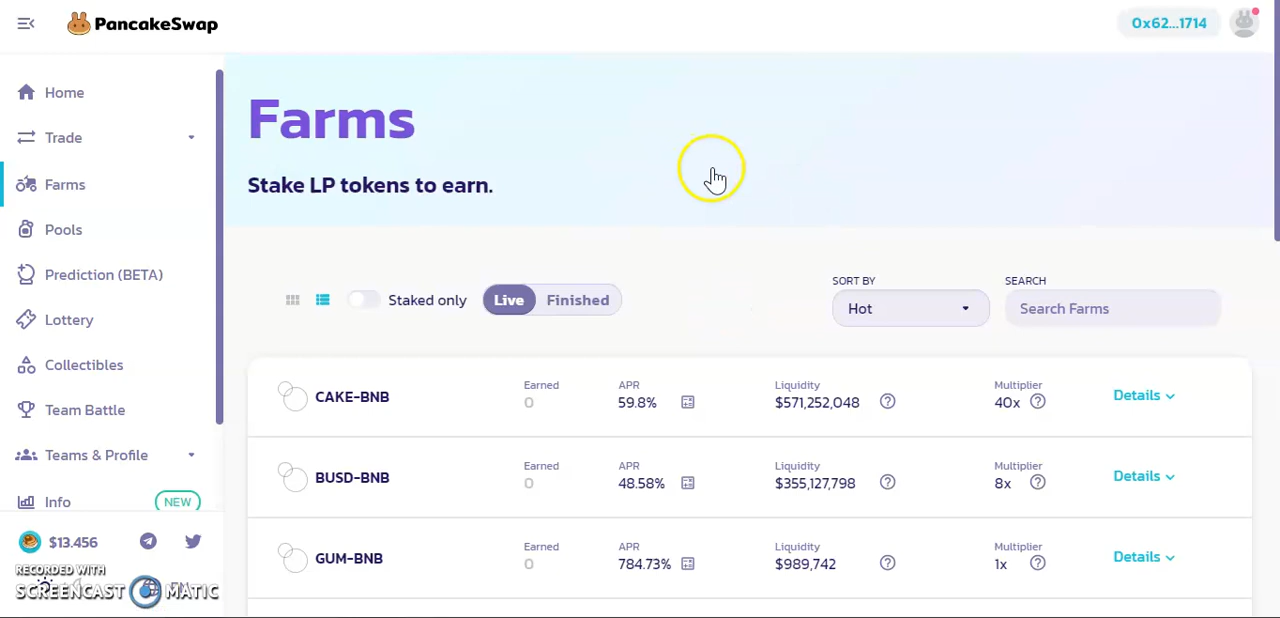 PancakeSwap
0x62...1714
Home
Trade
Farms
Pools
Prediction (BETA)
Lottery
Collectibles
Team Battle
Teams & Profile
Info NEW
$13.456
RECORDED WITH
SCREENCAST MATIC
Farms
Stake LP tokens to earn.
Staked only Live Finished
SORT BY
Hot
SEARCH
Search Farms
CAKE-BNB
Earned
0
APR
59.8%
Liquidity
$571,252,048
Multiplier
40x
Details
BUSD-BNB
Earned
0
APR
48.58%
Liquidity
$355,127,798
Multiplier
8x
Details
GUM-BNB
Earned
0
APR
784.73%
Liquidity
$989,742
Multiplier
1x
Details